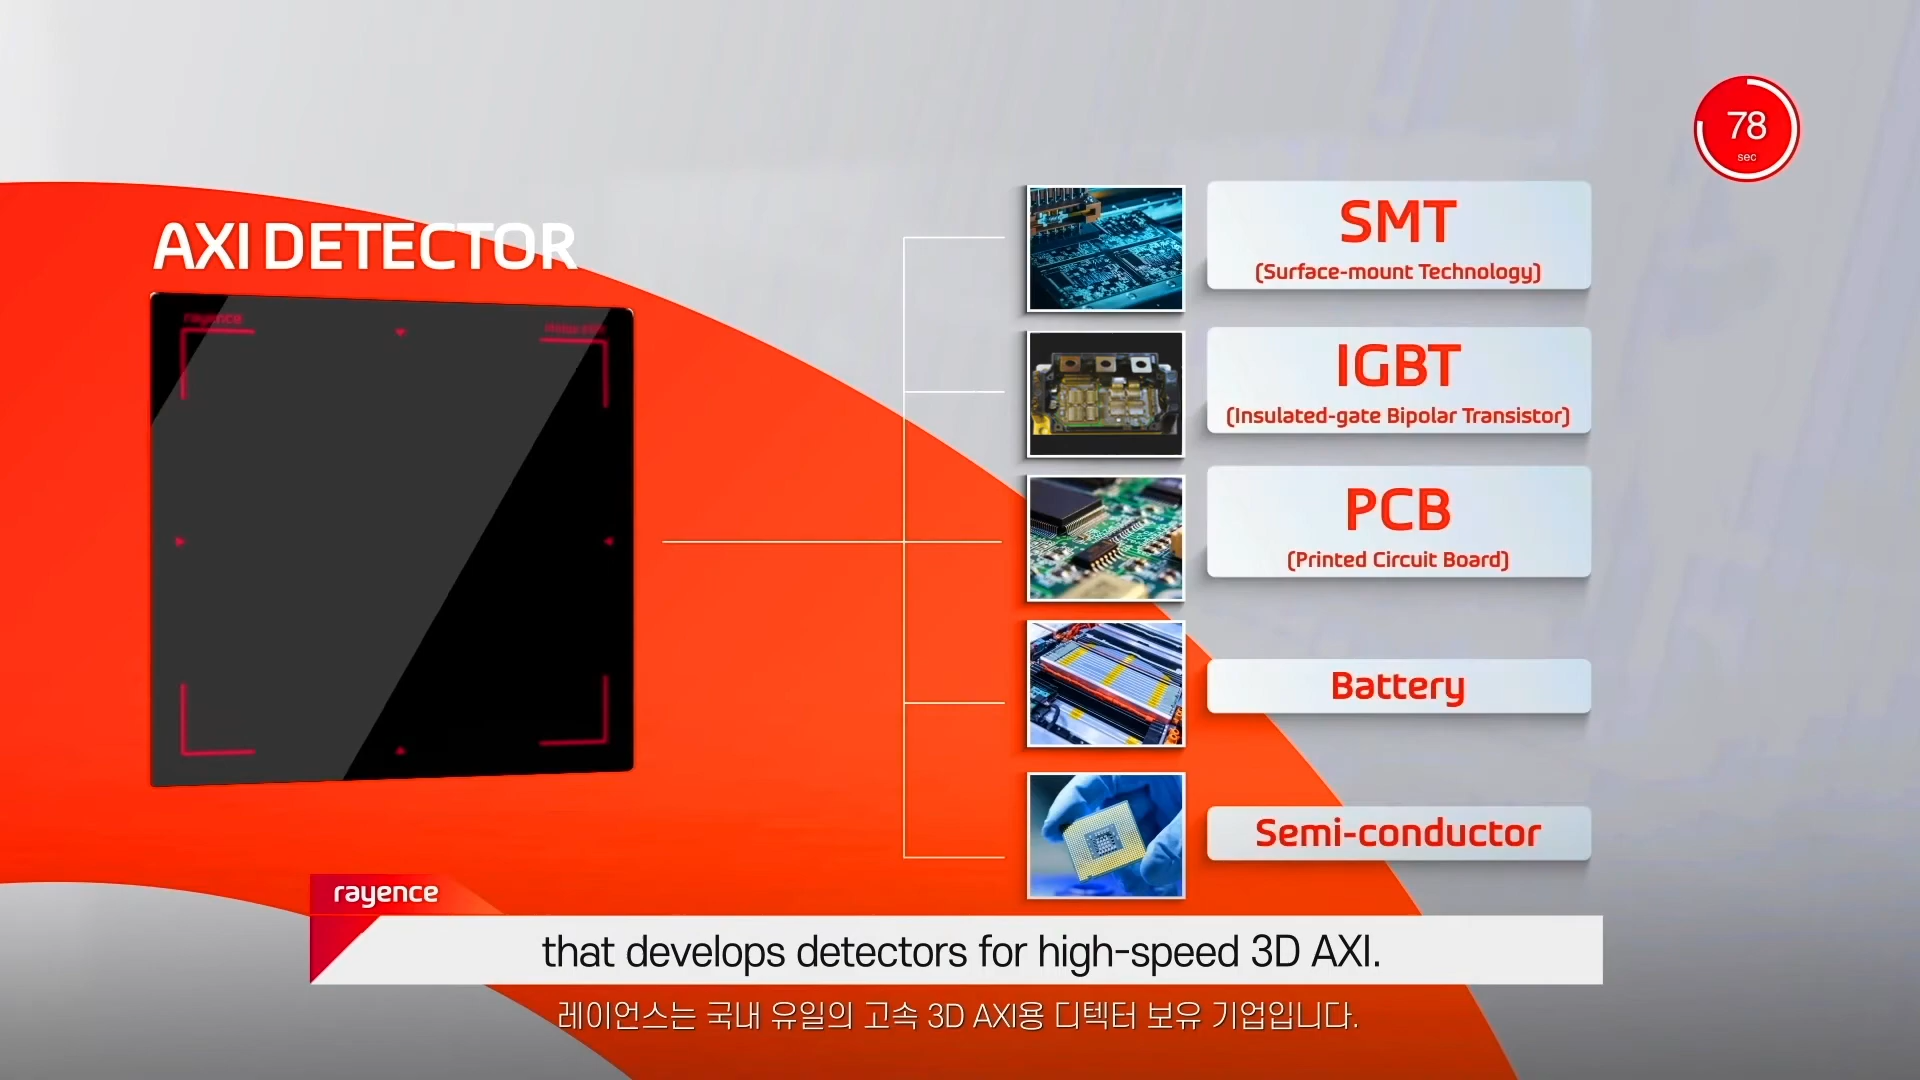 78
sec
AXI DETECTOR
rayence
SMT
(Surface-mount Technology)
IGBT
(Insulated-gate Bipolar Transistor)
PCB
(Printed Circuit Board)
Battery
Semi-conductor
rayence
that develops detectors for high-speed 3D AXI.
레이언스는 국내 유일의 고속 3D AXI용 디텍터 보유 기업입니다.